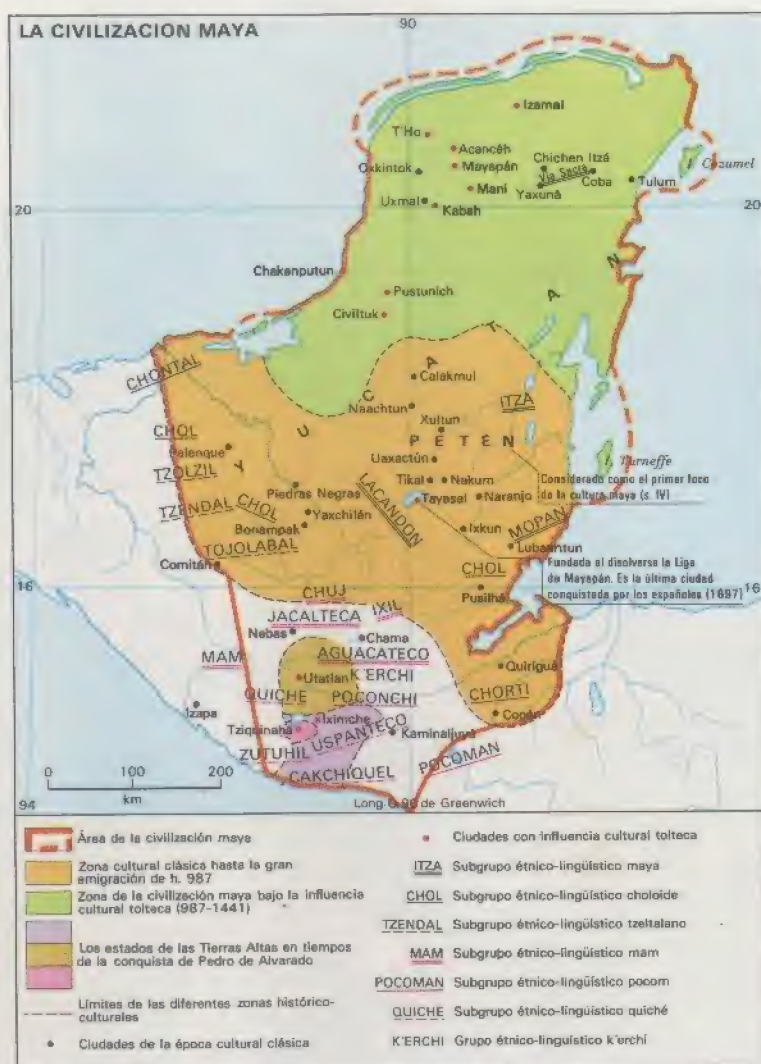 LA CIVILIZACION MAYA
90
Izamal
T'Ho
Acancéh
Mayapán
Chichen Itzá
Cozumel
Oxkintok
Via Sacra
Coba
Tulum
Maní
Yaxuná
Uxmal
Kabah
20
20
Chakanputun
Pustunich
Civiltuk
YUCATAN
CHONTAL
Calakmul
Naachtun
ITZA
Xultun
CHOL
PETÉN
Palenque
Uaxactún
I. Turneffe
TZOLZIL
Tikal
Nakum
Considerado como el primer foco
de la cultura maya (s. IV)
Piedras Negras
LACANDON
Tayasal
Naranjo
TZENDAL
CHOL
Yaxchilán
Bonampak
Ixkun
MOPAN
TOJOLABAL
Lubaantun
Comitán
CHOL
Fundada al disolverse la Liga
de Mayapán. Es la última ciudad
conquistada por los españoles (1697)
16
16
CHUJ
Pusilhá
IXIL
JACALTECA
Nebas
Chama
MAM
AGUACATECO
Quiriguá
Utatlan
K'ERCHI
QUICHE
POCONCHI
CHORTI
Izapa
Iximche
Copán
Tziquinahá
USPANTECO
Kaminaljuyú
ZUTUHIL
POCOMAN
CAKCHIQUEL
0 100 200
km
94
Long. O 90 de Greenwich
Área de la civilización maya
Zona cultural clásica hasta la gran
emigración de h. 987
Zona de la civilización maya bajo la influencia
cultural tolteca (987-1441)
Los estados de las Tierras Altas en tiempos
de la conquista de Pedro de Alvarado
Límites de las diferentes zonas histórico-
culturales
Ciudades de la época cultural clásica
Ciudades con influencia cultural tolteca
ITZA Subgrupo étnico-lingüístico maya
CHOL Subgrupo étnico-lingüístico choloide
TZENDAL Subgrupo étnico-lingüístico tzeltalano
MAM Subgrupo étnico-lingüístico mam
POCOMAN Subgrupo étnico-lingüístico pocom
QUICHE Subgrupo étnico-lingüístico quiché
K'ERCHI Grupo étnico-linguístico k'erchí